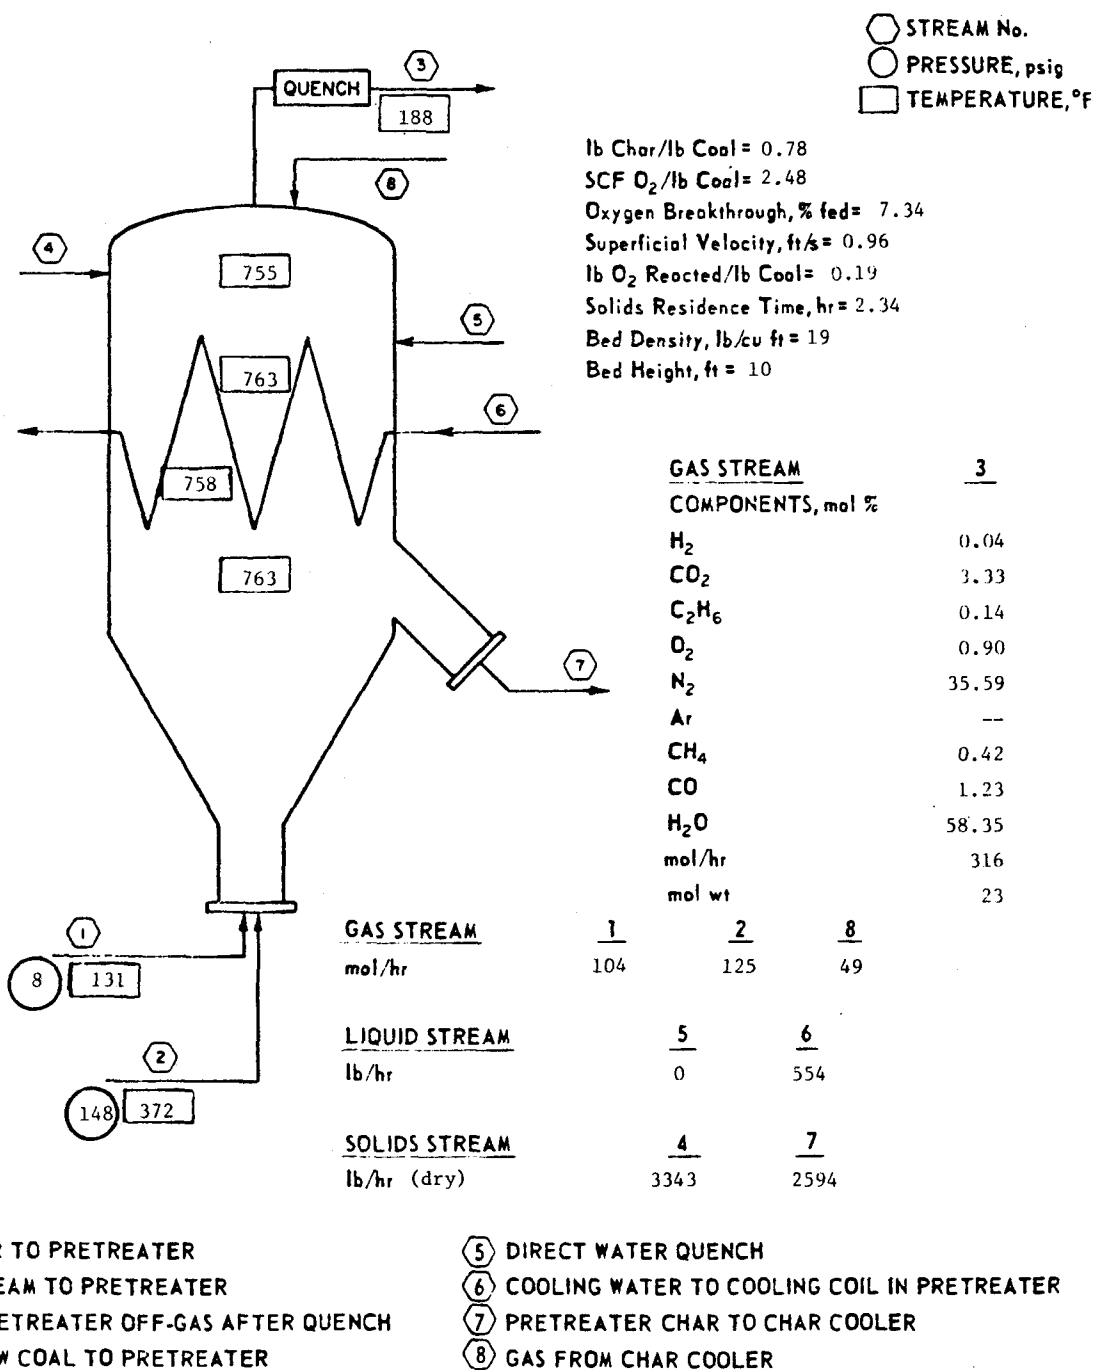 STREAM No.
PRESSURE, psig
TEMPERATURE, °F
3
QUENCH
188
8
4
755
5
763
6
758
763
7
1
8
131
2
148
372
lb Char/lb Coal = 0.78
SCF O2/lb Coal = 2.48
Oxygen Breakthrough, % fed = 7.34
Superficial Velocity, ft/s = 0.96
lb O2 Reacted/lb Coal = 0.19
Solids Residence Time, hr = 2.34
Bed Density, lb/cu ft = 19
Bed Height, ft = 10
GAS STREAM 3
COMPONENTS, mol %
H2 0.04
CO2 3.33
C2H6 0.14
O2 0.90
N2 35.59
Ar --
CH4 0.42
CO 1.23
H2O 58.35
mol/hr 316
mol wt 23
GAS STREAM 1 2 8
mol/hr 104 125 49
LIQUID STREAM 5 6
lb/hr 0 554
SOLIDS STREAM 4 7
lb/hr (dry) 3343 2594
R TO PRETREATER
EAM TO PRETREATER
ETREATER OFF-GAS AFTER QUENCH
W COAL TO PRETREATER
5 DIRECT WATER QUENCH
6 COOLING WATER TO COOLING COIL IN PRETREATER
7 PRETREATER CHAR TO CHAR COOLER
8 GAS FROM CHAR COOLER